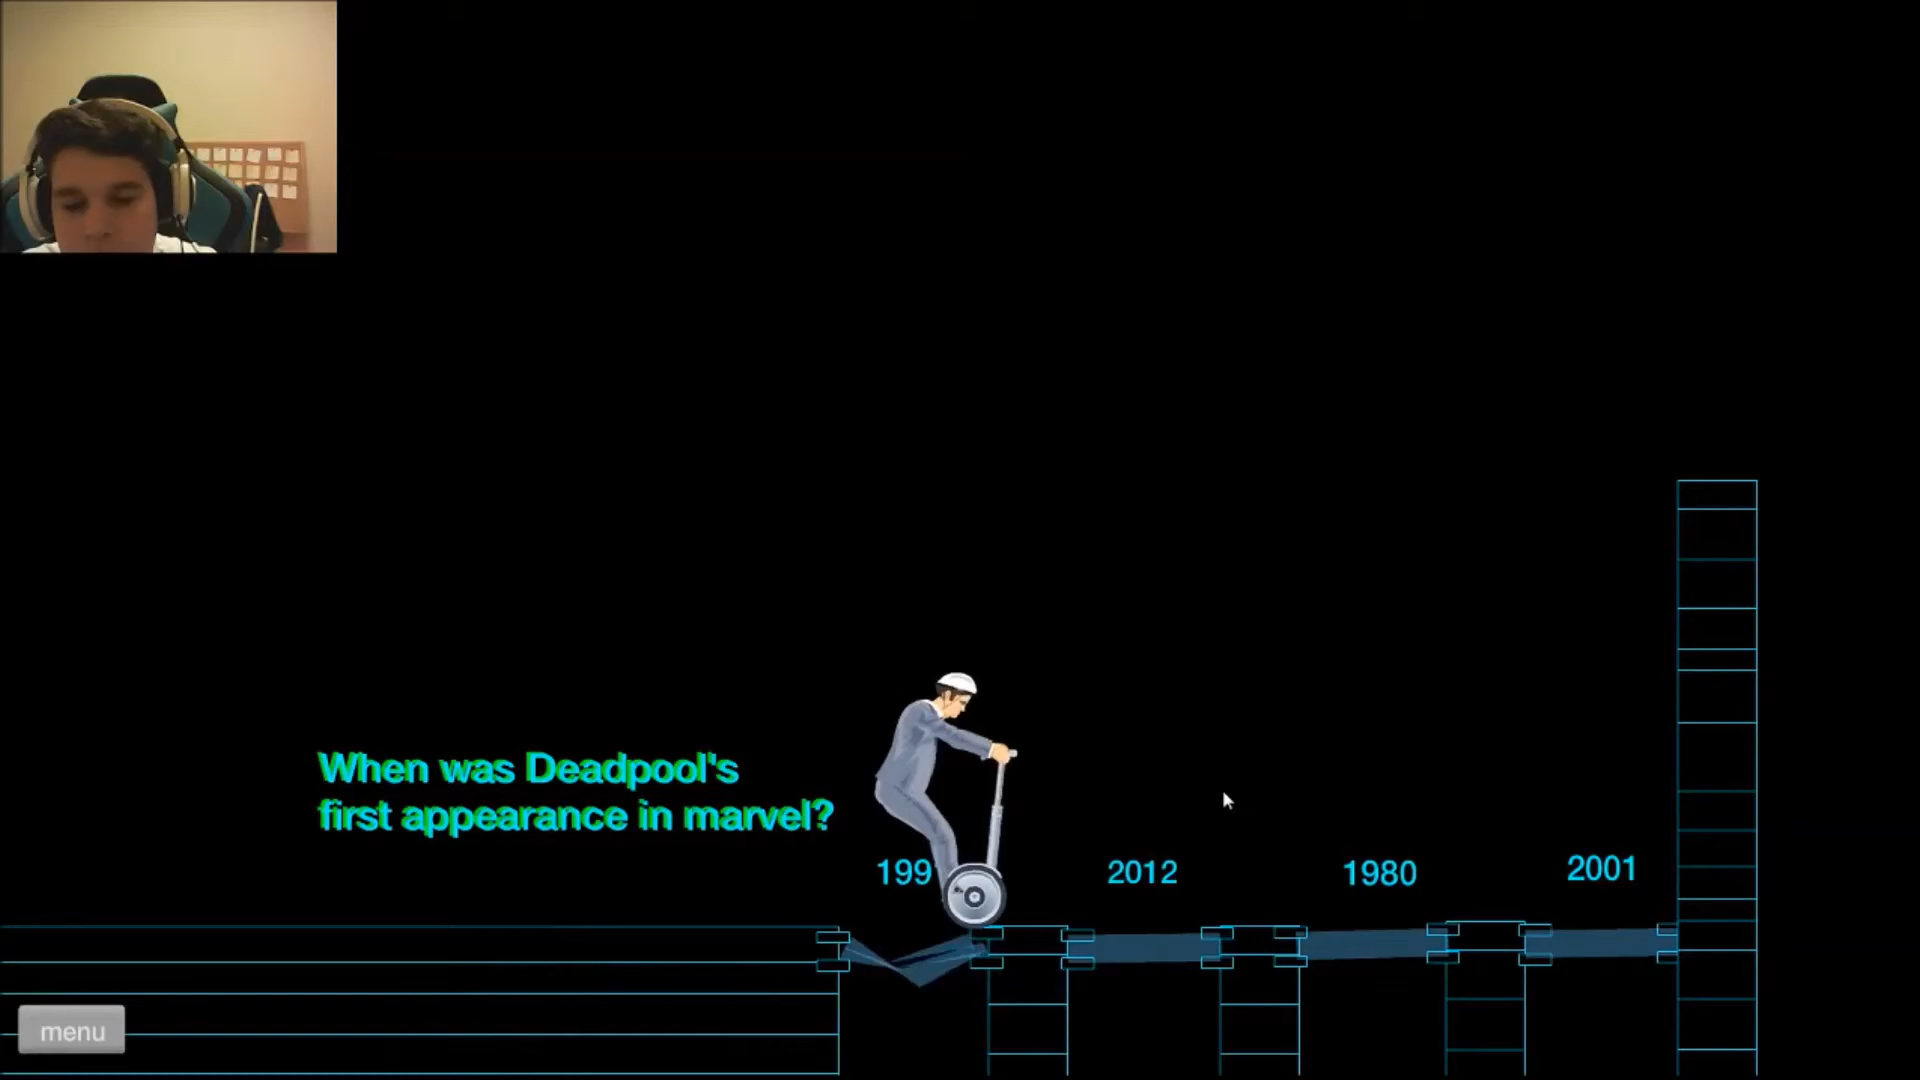 When was Deadpool's
first appearance in marvel?
199
2012
1980
2001
menu